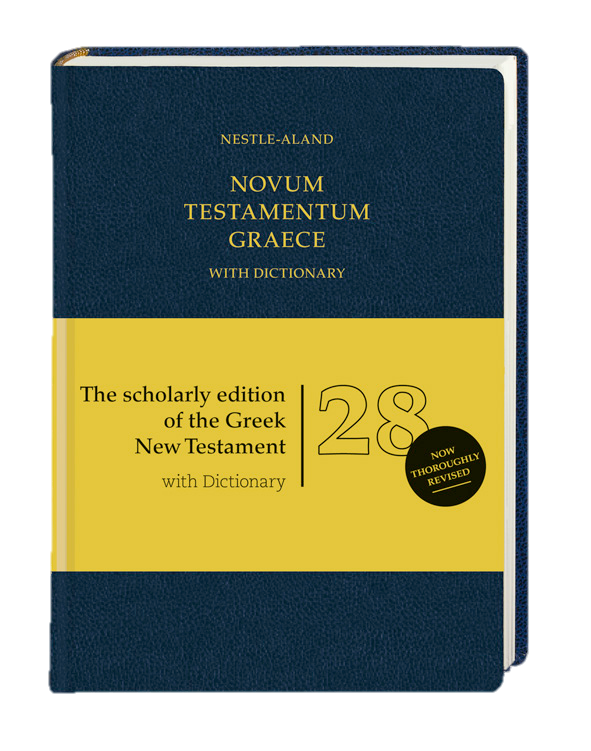 NESTLE-ALAND
NOVUM
TESTAMENTUM
GRAECE
WITH DICTIONARY
The scholarly edition
of the Greek
New Testament
with Dictionary
28
NOW
THOROUGHLY
REVISED